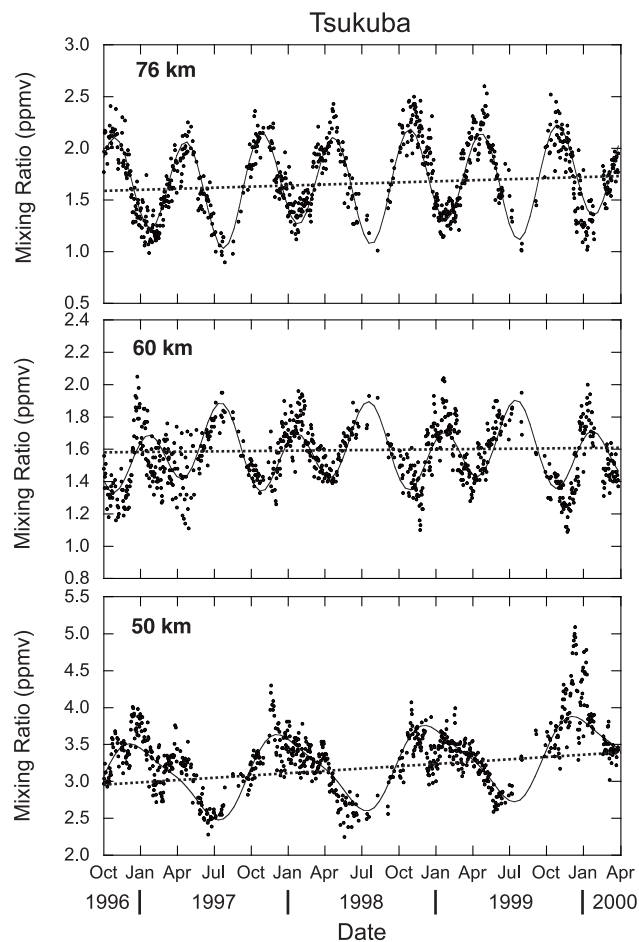 Tsukuba
76 km
Mixing Ratio (ppmv)
3.0
2.5
2.0
1.5
1.0
0.5
60 km
Mixing Ratio (ppmv)
2.4
2.2
2.0
1.8
1.6
1.4
1.2
1.0
0.8
50 km
Mixing Ratio (ppmv)
5.5
5.0
4.5
4.0
3.5
3.0
2.5
2.0
Oct Jan Apr Jul Oct Jan Apr Jul Oct Jan Apr Jul Oct Jan Apr
1996 1997 1998 1999 2000
Date